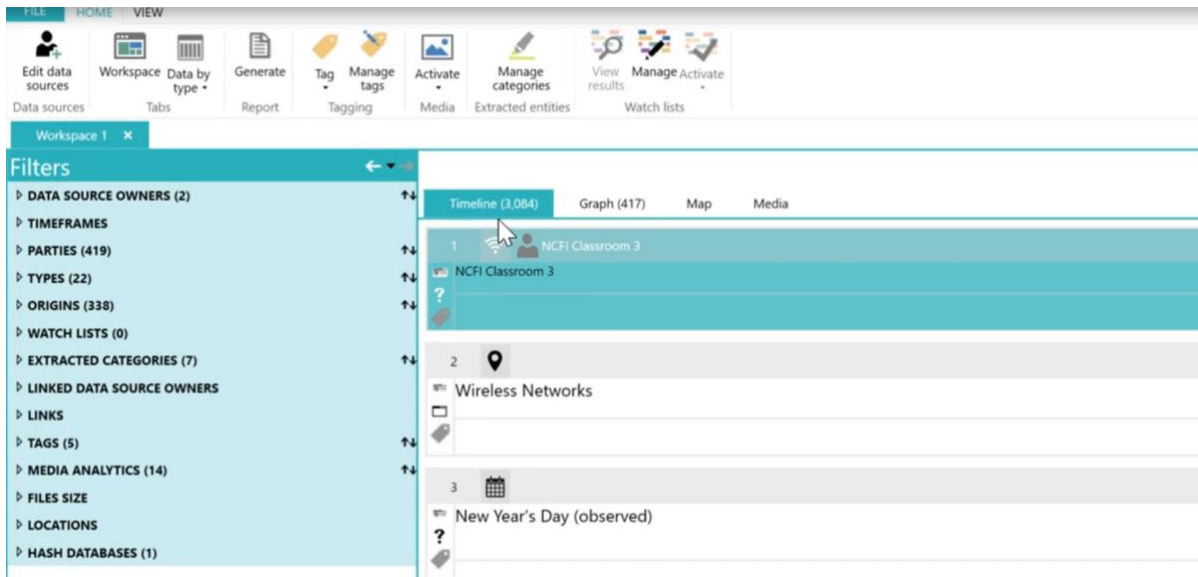 FILE HOME VIEW
Edit data sources
Workspace
Data by type
Generate
Tag
Manage tags
Activate
Manage categories
View results
Manage
Activate
Data sources Tabs Report Tagging Media Extracted entities Watch lists
Workspace 1 ×
Filters
DATA SOURCE OWNERS (2)
TIMEFRAMES
PARTIES (419)
TYPES (22)
ORIGINS (338)
WATCH LISTS (0)
EXTRACTED CATEGORIES (7)
LINKED DATA SOURCE OWNERS
LINKS
TAGS (5)
MEDIA ANALYTICS (14)
FILES SIZE
LOCATIONS
HASH DATABASES (1)
Timeline (3,084) Graph (417) Map Media
1 NCFI Classroom 3
NCFI Classroom 3
?
2
Wireless Networks
3
New Year's Day (observed)
?